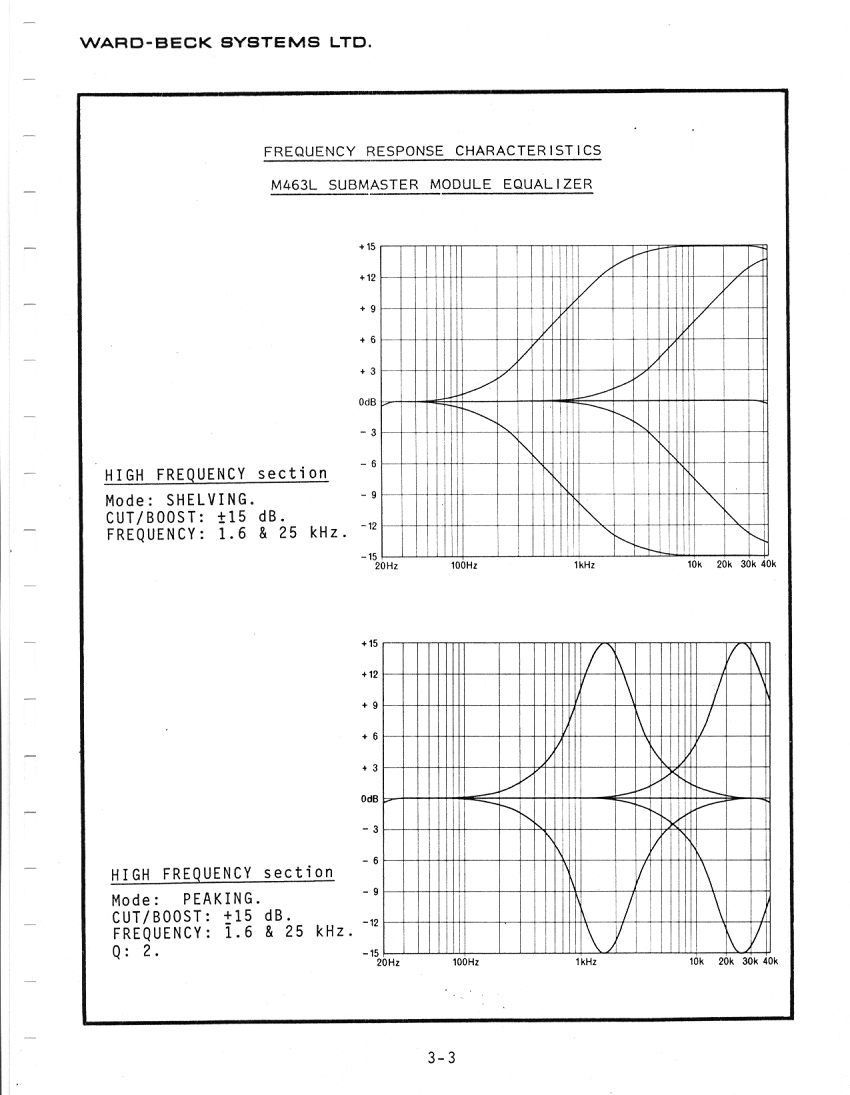 WARD-BECK SYSTEMS LTD.
FREQUENCY RESPONSE CHARACTERISTICS
M463L SUBMASTER MODULE EQUALIZER
+15
+12
+ 9
+ 6
+ 3
0dB
- 3
- 6
- 9
-12
-15
20Hz 100Hz 1kHz 10k 20k 30k 40k
HIGH FREQUENCY section
Mode: SHELVING.
CUT/BOOST: ±15 dB.
FREQUENCY: 1.6 & 25 kHz.
+15
+12
+ 9
+ 6
+ 3
0dB
- 3
- 6
- 9
-12
-15
20Hz 100Hz 1kHz 10k 20k 30k 40k
HIGH FREQUENCY section
Mode: PEAKING.
CUT/BOOST: ±15 dB.
FREQUENCY: 1.6 & 25 kHz.
Q: 2.
3-3